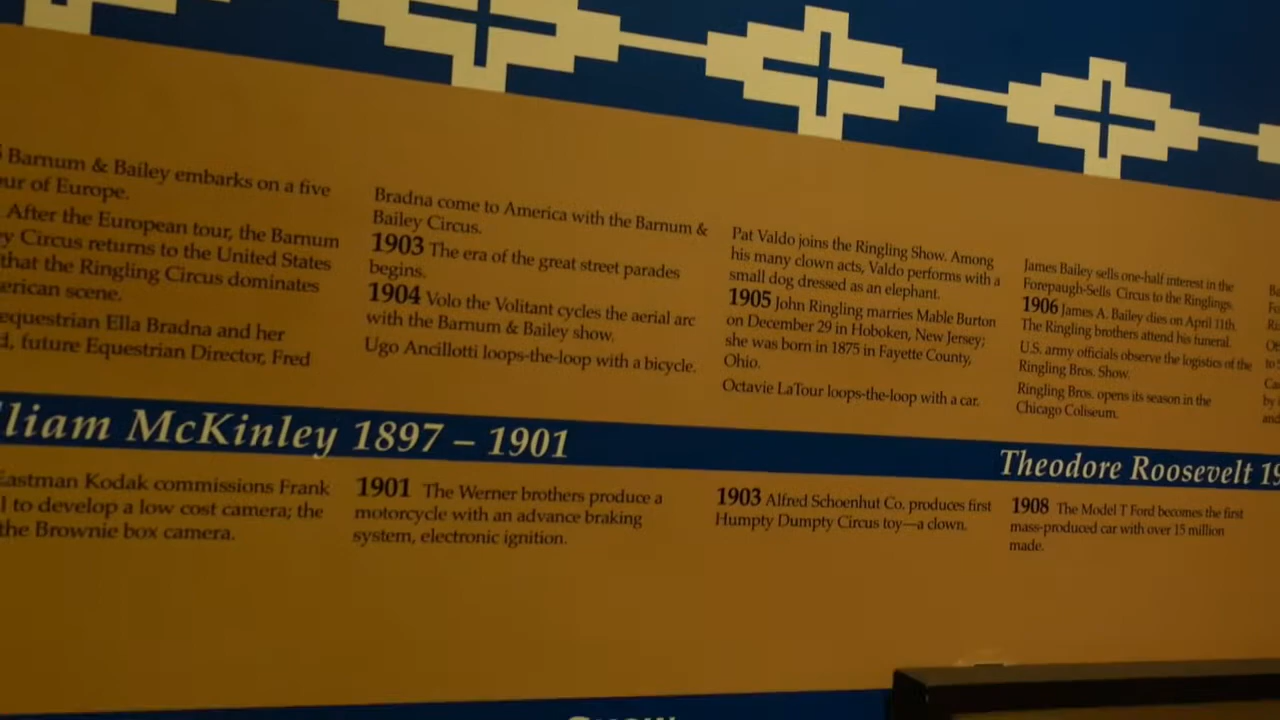 Barnum & Bailey embarks on a five
of Europe.
After the European tour, the Barnum
Circus returns to the United States
that the Ringling Circus dominates
scene.
equestrian Ella Bradna and her
future Equestrian Director, Fred
Bradna come to America with the Barnum &
Bailey Circus.
1903 The era of the great street parades
begins.
1904 Volo the Volitant cycles the aerial arc
with the Barnum & Bailey show.
Ugo Ancillotti loops-the-loop with a bicycle.
Pat Valdo joins the Ringling Show. Among
his many clown acts, Valdo performs with a
small dog dressed as an elephant.
1905 John Ringling marries Mable Burton
on December 29 in Hoboken, New Jersey;
she was born in 1875 in Fayette County,
Ohio.
Octavie LaTour loops-the-loop with a car.
James Bailey sells one-half interest in the
Forepaugh-Sells Circus to the Ringlings.
1906 James A. Bailey dies on April 11th.
The Ringling brothers attend his funeral.
U.S. army officials observe the logistics of the
Ringling Bros. Show.
Ringling Bros. opens its season in the
Chicago Coliseum.
liam McKinley 1897 – 1901
Theodore Roosevelt 19
Eastman Kodak commissions Frank
to develop a low cost camera; the
the Brownie box camera.
1901 The Werner brothers produce a
motorcycle with an advance braking
system, electronic ignition.
1903 Alfred Schoenhut Co. produces first
Humpty Dumpty Circus toy—a clown.
1908 The Model T Ford becomes the first
mass-produced car with over 15 million
made.